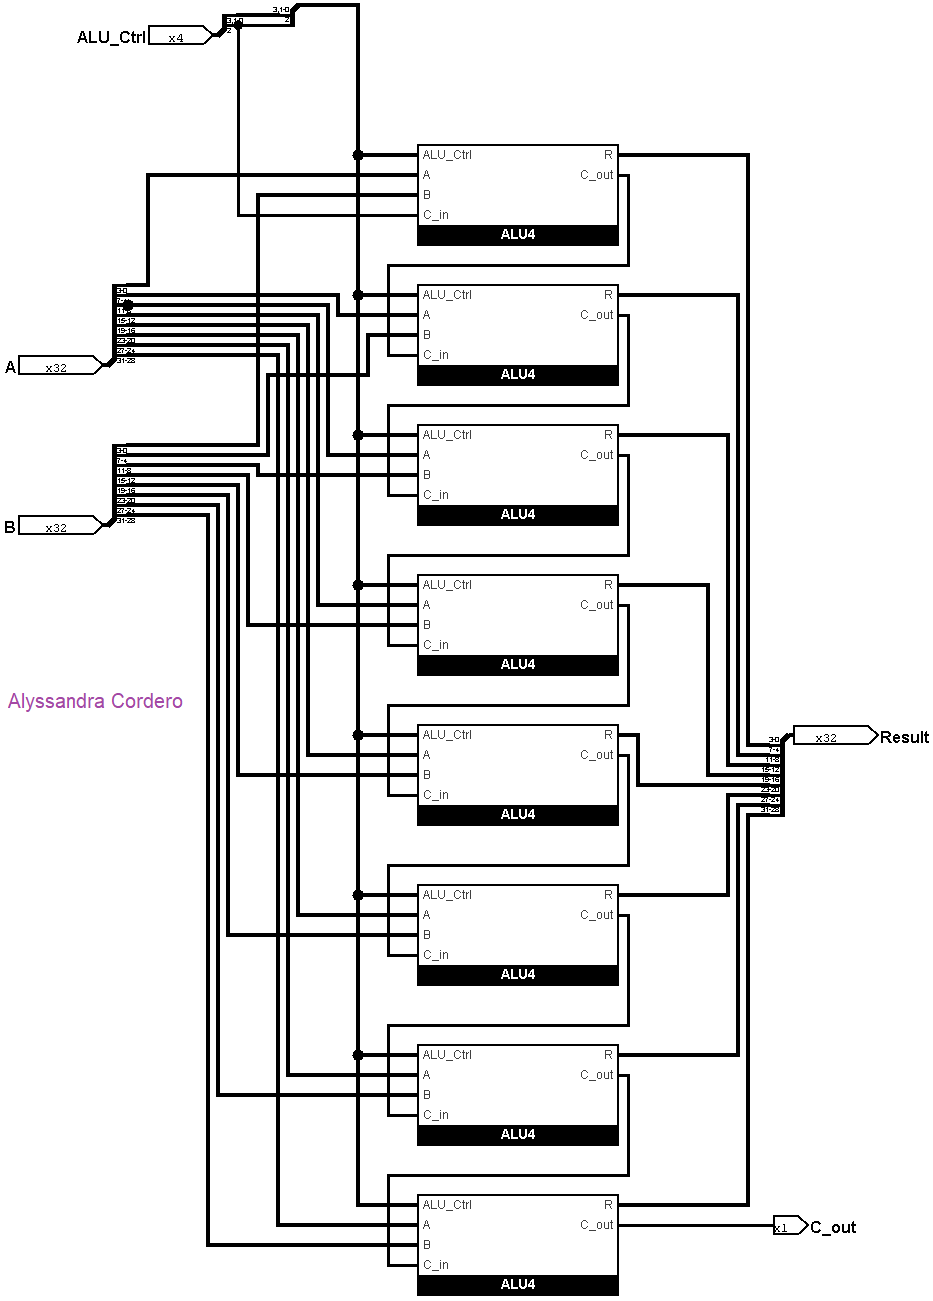 3,1-0
2
3,1-0
2
ALU_Ctrl x4
ALU_Ctrl R
A C_out
B
C_in
ALU4
3-0
7-4
11-8
15-12
19-16
23-20
27-24
31-28
A x32
ALU_Ctrl R
A C_out
B
C_in
ALU4
3-0
7-4
11-8
15-12
19-16
23-20
27-24
31-28
B x32
ALU_Ctrl R
A C_out
B
C_in
ALU4
ALU_Ctrl R
A C_out
B
C_in
ALU4
Alyssandra Cordero
ALU_Ctrl R
A C_out
B
C_in
ALU4
3-0
7-4
11-8
15-12
19-16
23-20
27-24
31-28
x32 Result
ALU_Ctrl R
A C_out
B
C_in
ALU4
ALU_Ctrl R
A C_out
B
C_in
ALU4
ALU_Ctrl R
A C_out
B
C_in
ALU4
x1 C_out